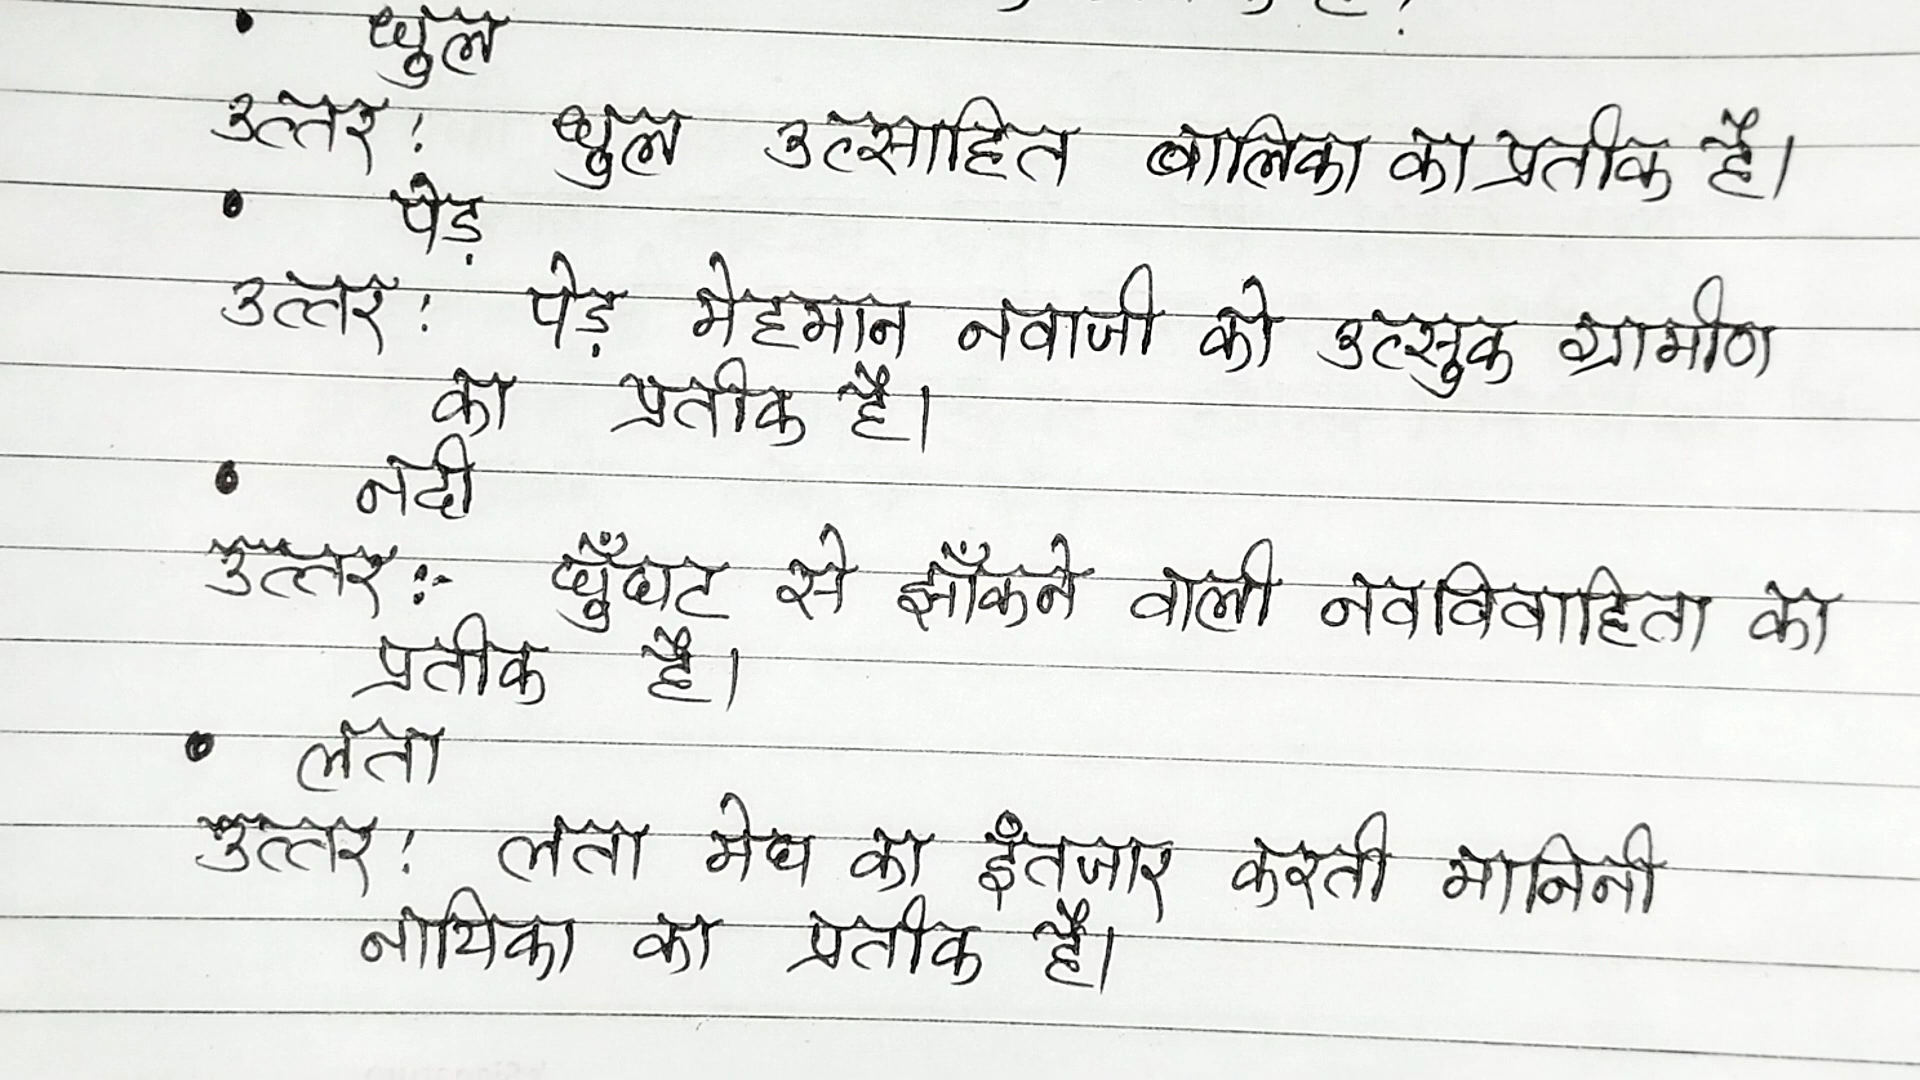 • धुल
उत्तर: धुल उत्साहित बालिका का प्रतीक है।
• पेड़
उत्तर: पेड़ मेहमान नवाजी को उत्सुक ग्रामीण
का प्रतीक है।
• नदी
उत्तर:- घुँघट से झाँकने वाली नवविवाहिता का
प्रतीक है।
• लता
उत्तर: लता मेघ का इँतजार करती मानिनी
नायिका का प्रतीक है।